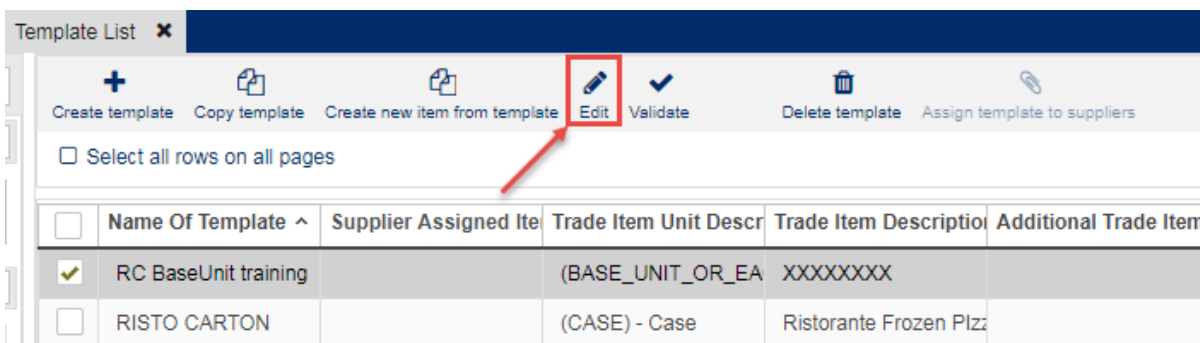 Template List
Create template Copy template Create new item from template Edit Validate Delete template Assign template to suppliers
Select all rows on all pages
Name Of Template Supplier Assigned Ite Trade Item Unit Descr Trade Item Description Additional Trade Item
RC BaseUnit training (BASE_UNIT_OR_EA XXXXXXXX
RISTO CARTON (CASE) - Case Ristorante Frozen PIzz